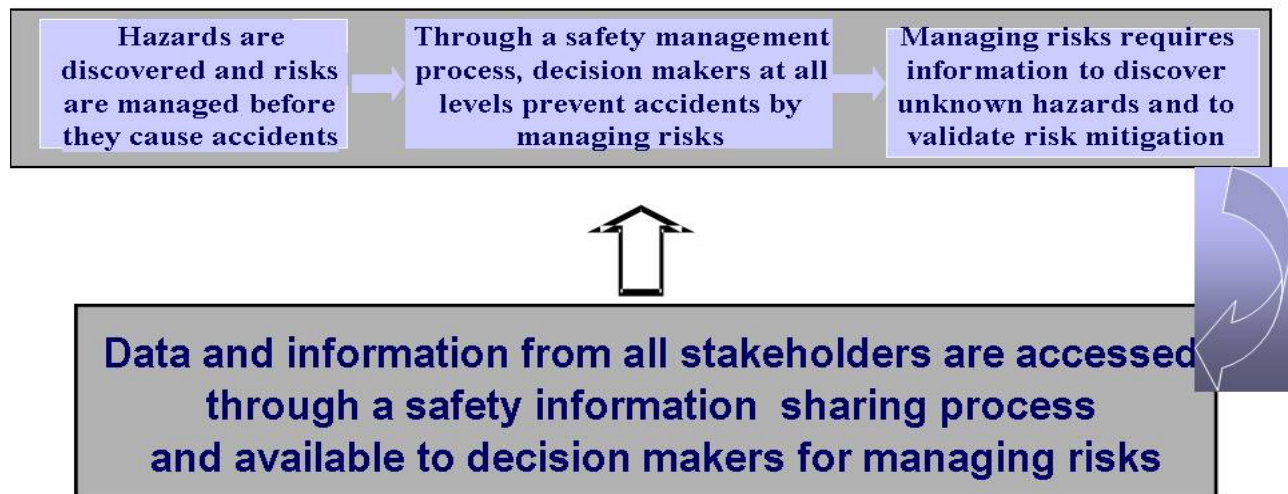 Hazards are
discovered and risks
are managed before
they cause accidents
Through a safety management
process, decision makers at all
levels prevent accidents by
managing risks
Managing risks requires
information to discover
unknown hazards and to
validate risk mitigation
Data and information from all stakeholders are accessed
through a safety information sharing process
and available to decision makers for managing risks